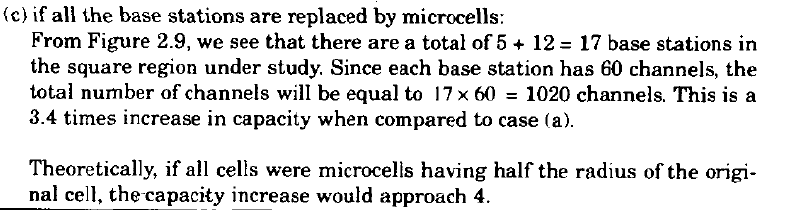 (c) if all the base stations are replaced by microcells:
From Figure 2.9, we see that there are a total of 5 + 12 = 17 base stations in
the square region under study. Since each base station has 60 channels, the
total number of channels will be equal to 17 × 60 = 1020 channels. This is a
3.4 times increase in capacity when compared to case (a).
Theoretically, if all cells were microcells having half the radius of the origi-
nal cell, the capacity increase would approach 4.